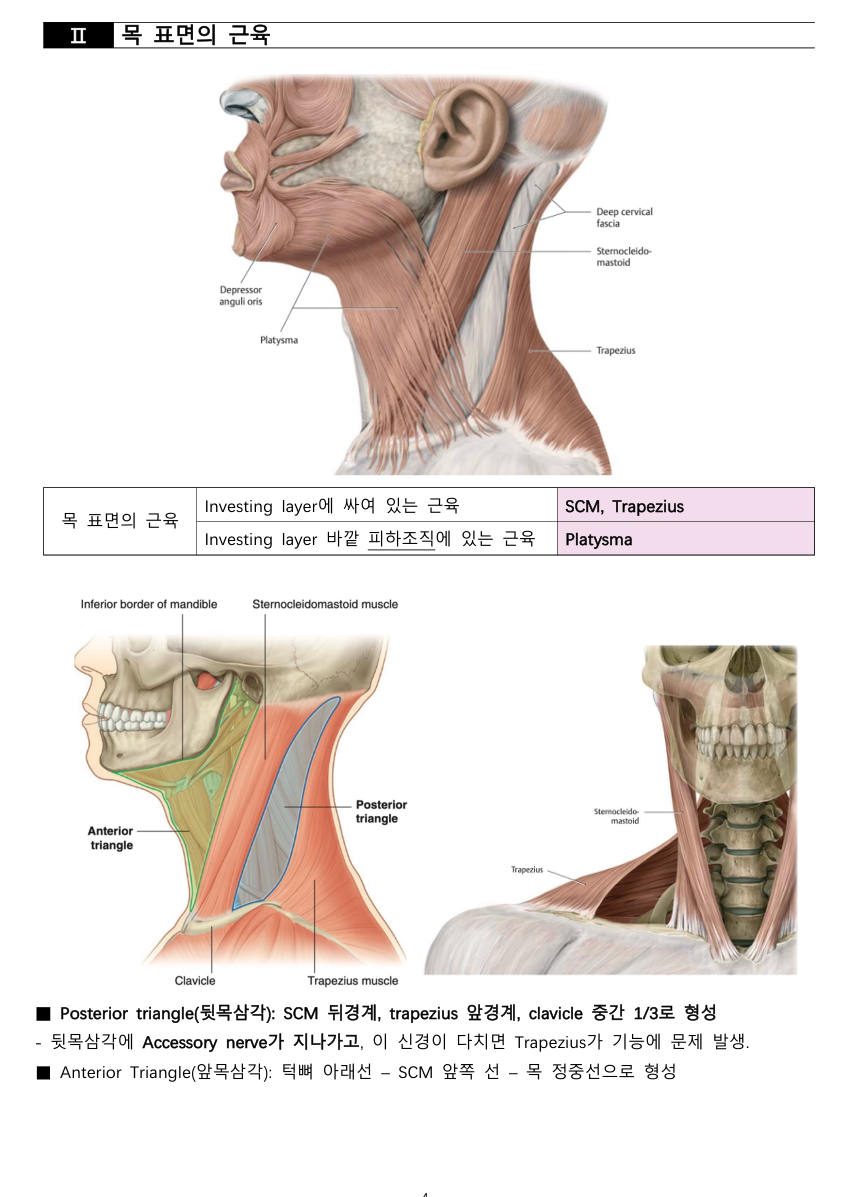 Ⅱ 목 표면의 근육
Deep cervical
fascia
Sternocleido-
mastoid
Depressor
anguli oris
Platysma
Trapezius
목 표면의 근육
Investing layer에 싸여 있는 근육 SCM, Trapezius
Investing layer 바깥 피하조직에 있는 근육 Platysma
Inferior border of mandible Sternocleidomastoid muscle
Posterior
triangle
Anterior
triangle
Clavicle Trapezius muscle
Sternocleido-
mastoid
Trapezius
■ Posterior triangle(뒷목삼각): SCM 뒤경계, trapezius 앞경계, clavicle 중간 1/3로 형성
- 뒷목삼각에 Accessory nerve가 지나가고, 이 신경이 다치면 Trapezius가 기능에 문제 발생.
■ Anterior Triangle(앞목삼각): 턱뼈 아래선 – SCM 앞쪽 선 – 목 정중선으로 형성